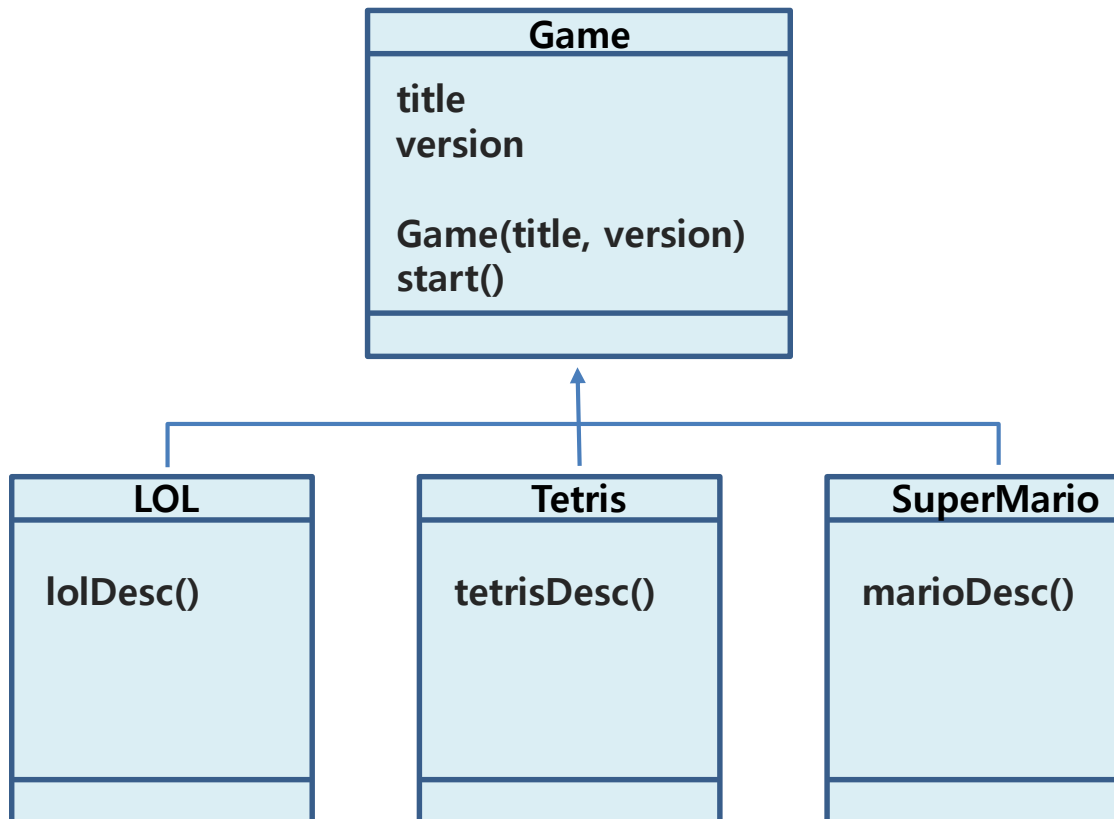 Game
title
version
Game(title, version)
start()
LOL
lolDesc()
Tetris
tetrisDesc()
SuperMario
marioDesc()